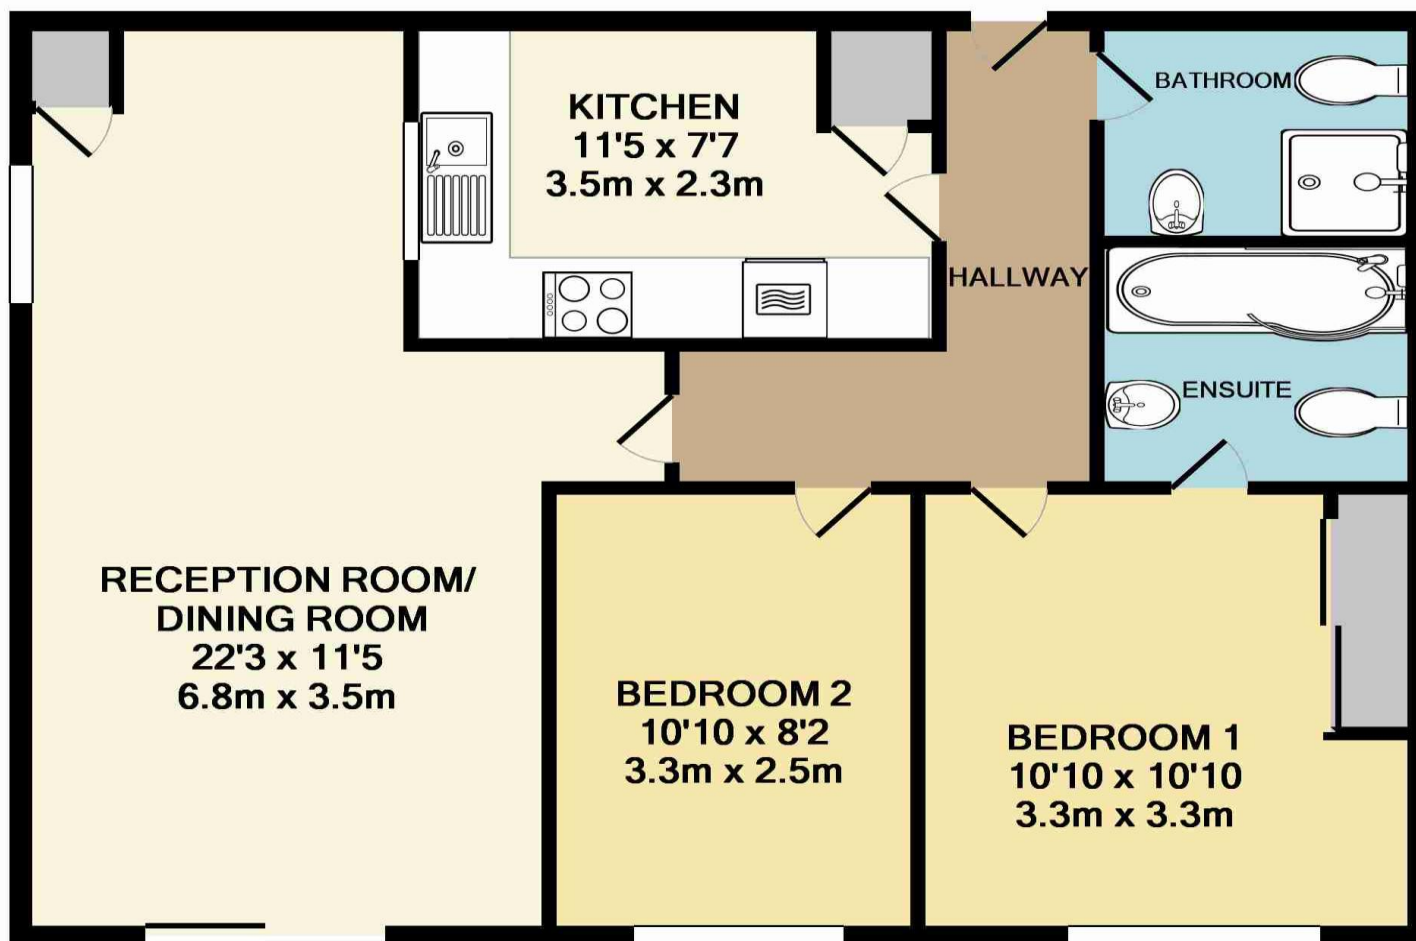 KITCHEN
11'5 x 7'7
3.5m x 2.3m
BATHROOM
HALLWAY
ENSUITE
RECEPTION ROOM/
DINING ROOM
22'3 x 11'5
6.8m x 3.5m
BEDROOM 2
10'10 x 8'2
3.3m x 2.5m
BEDROOM 1
10'10 x 10'10
3.3m x 3.3m